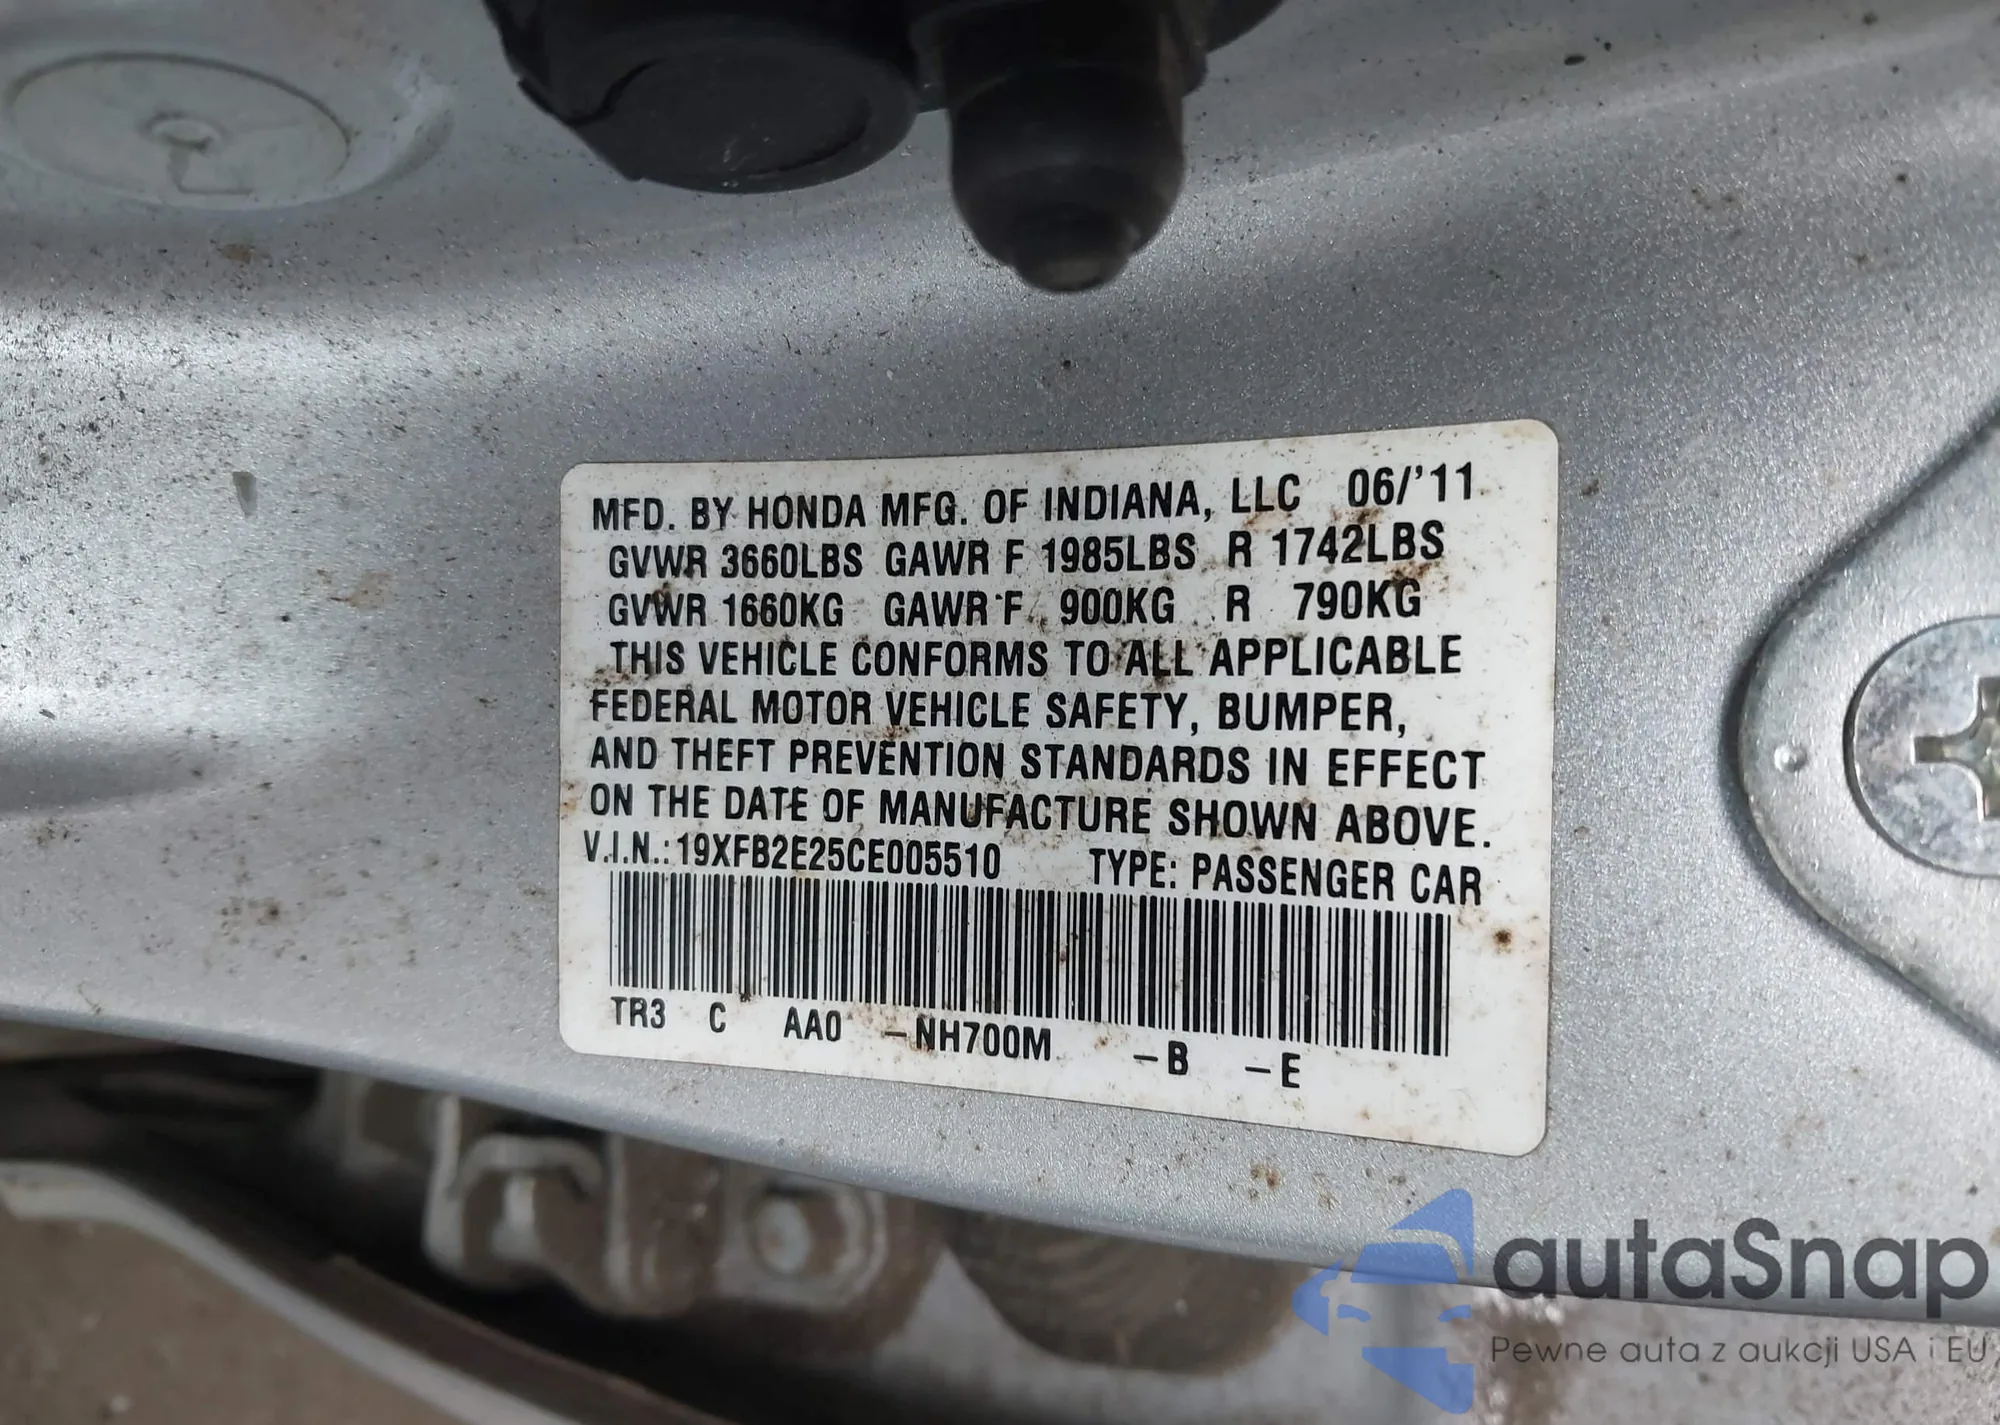 MFD. BY HONDA MFG. OF INDIANA, LLC 06/'11
GVWR 3660LBS GAWR F 1985LBS R 1742LBS
GVWR 1660KG GAWR F 900KG R 790KG
THIS VEHICLE CONFORMS TO ALL APPLICABLE
FEDERAL MOTOR VEHICLE SAFETY, BUMPER,
AND THEFT PREVENTION STANDARDS IN EFFECT
ON THE DATE OF MANUFACTURE SHOWN ABOVE.
V.I.N.: 19XFB2E25CE005510 TYPE: PASSENGER CAR
TR3 C AA0 -NH700M -B -E
autaSnap
Pewne auta z aukcji USA i EU